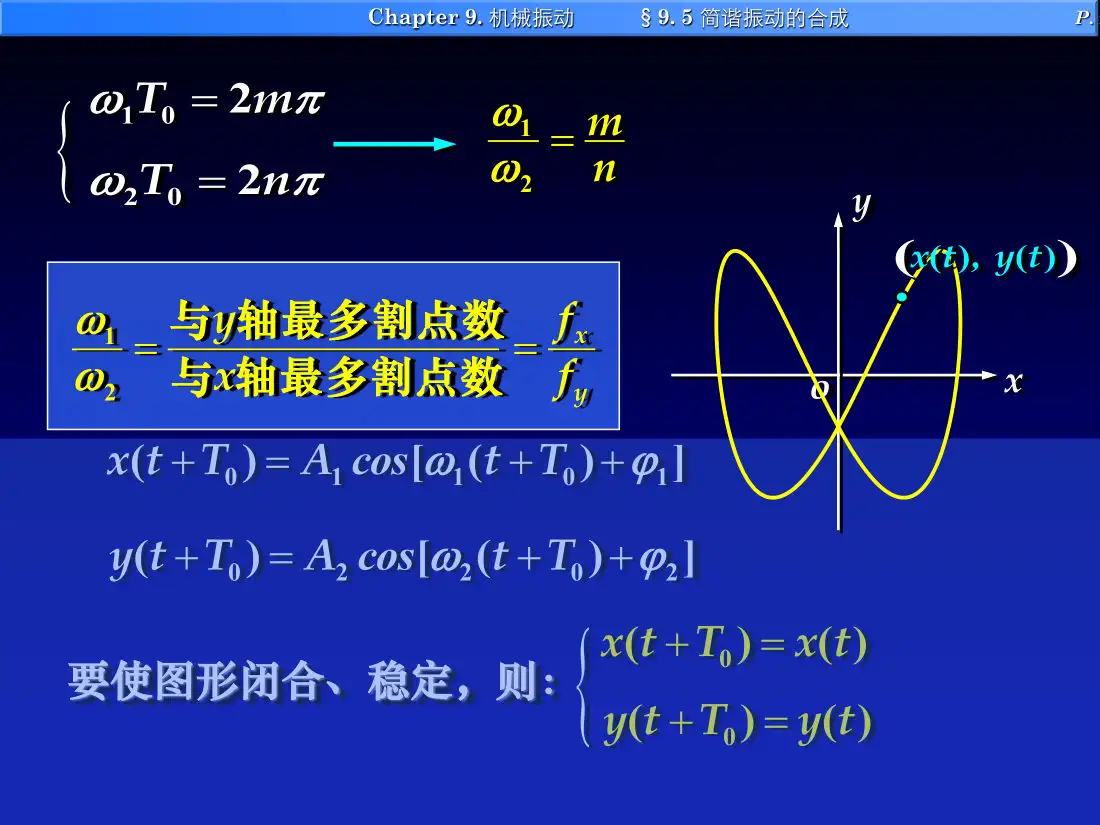 Chapter 9. 机械振动 §9. 5 简谐振动的合成 P.
ω₁T₀ = 2mπ
ω₂T₀ = 2nπ
ω₁/ω₂ = m/n
y
(x(t), y(t))
ω₁/ω₂ = 与y轴最多割点数/与x轴最多割点数 = fₓ/f_y
o x
x(t+T₀) = A₁ cos[ω₁(t+T₀)+φ₁]
y(t+T₀) = A₂ cos[ω₂(t+T₀)+φ₂]
要使图形闭合、稳定，则：
x(t+T₀) = x(t)
y(t+T₀) = y(t)